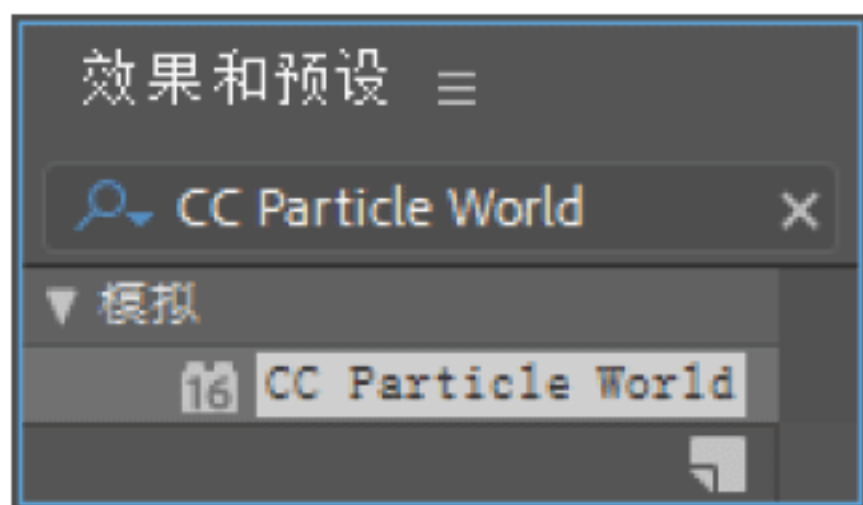 效果和预设
CC Particle World
模拟
16 CC Particle World